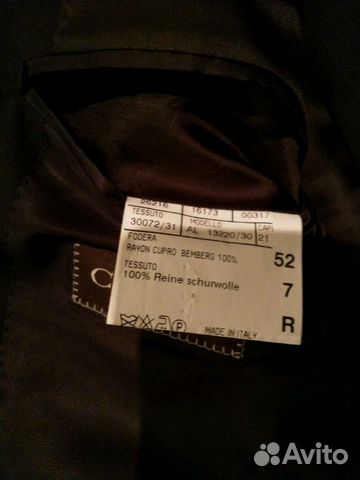 26216 16173 00317
TESSUTO MODELLO CAPI
30072/31 AL 13220/30 21
FODERA
RAYON CUPRO BEMBERG 100%
52
TESSUTO
100% Reine schurwolle
7
MADE IN ITALY
R
C
Avito